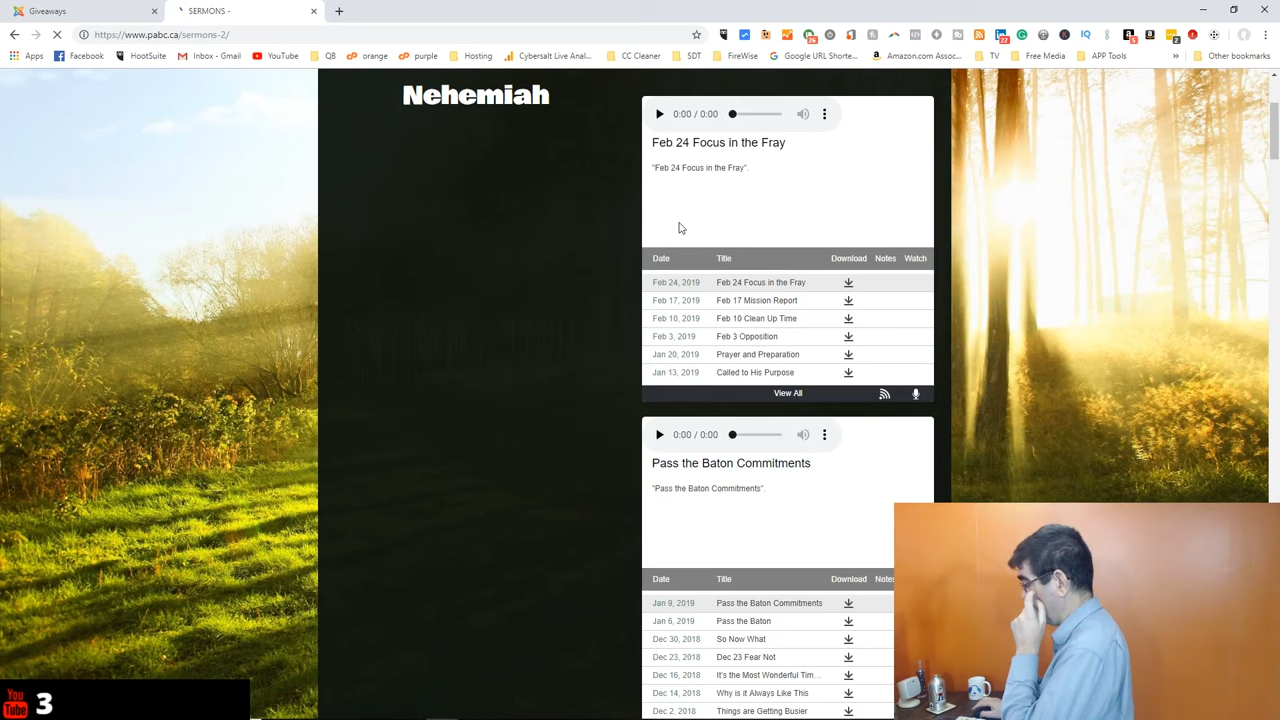 Giveaways
SERMONS -
https://www.pabc.ca/sermons-2/
Apps Facebook HootSuite Inbox - Gmail YouTube QB orange purple Hosting Cybersalt Live Anal... CC Cleaner SDT FireWise Google URL Shorte... Amazon.com Assoc... TV Free Media APP Tools » Other bookmarks
Nehemiah
0:00 / 0:00
Feb 24 Focus in the Fray
"Feb 24 Focus in the Fray".
Date Title Download Notes Watch
Feb 24, 2019 Feb 24 Focus in the Fray
Feb 17, 2019 Feb 17 Mission Report
Feb 10, 2019 Feb 10 Clean Up Time
Feb 3, 2019 Feb 3 Opposition
Jan 20, 2019 Prayer and Preparation
Jan 13, 2019 Called to His Purpose
View All
0:00 / 0:00
Pass the Baton Commitments
"Pass the Baton Commitments".
Date Title Download Notes
Jan 9, 2019 Pass the Baton Commitments
Jan 6, 2019 Pass the Baton
Dec 30, 2018 So Now What
Dec 23, 2018 Dec 23 Fear Not
Dec 16, 2018 It's the Most Wonderful Tim...
Dec 14, 2018 Why is it Always Like This
Dec 2, 2018 Things are Getting Busier
You
Tube
3